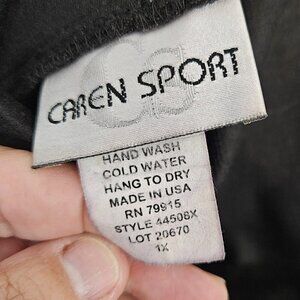 CAREN SPORT
HAND WASH
COLD WATER
HANG TO DRY
MADE IN USA
RN 79915
STYLE 44508X
LOT 20670
1X